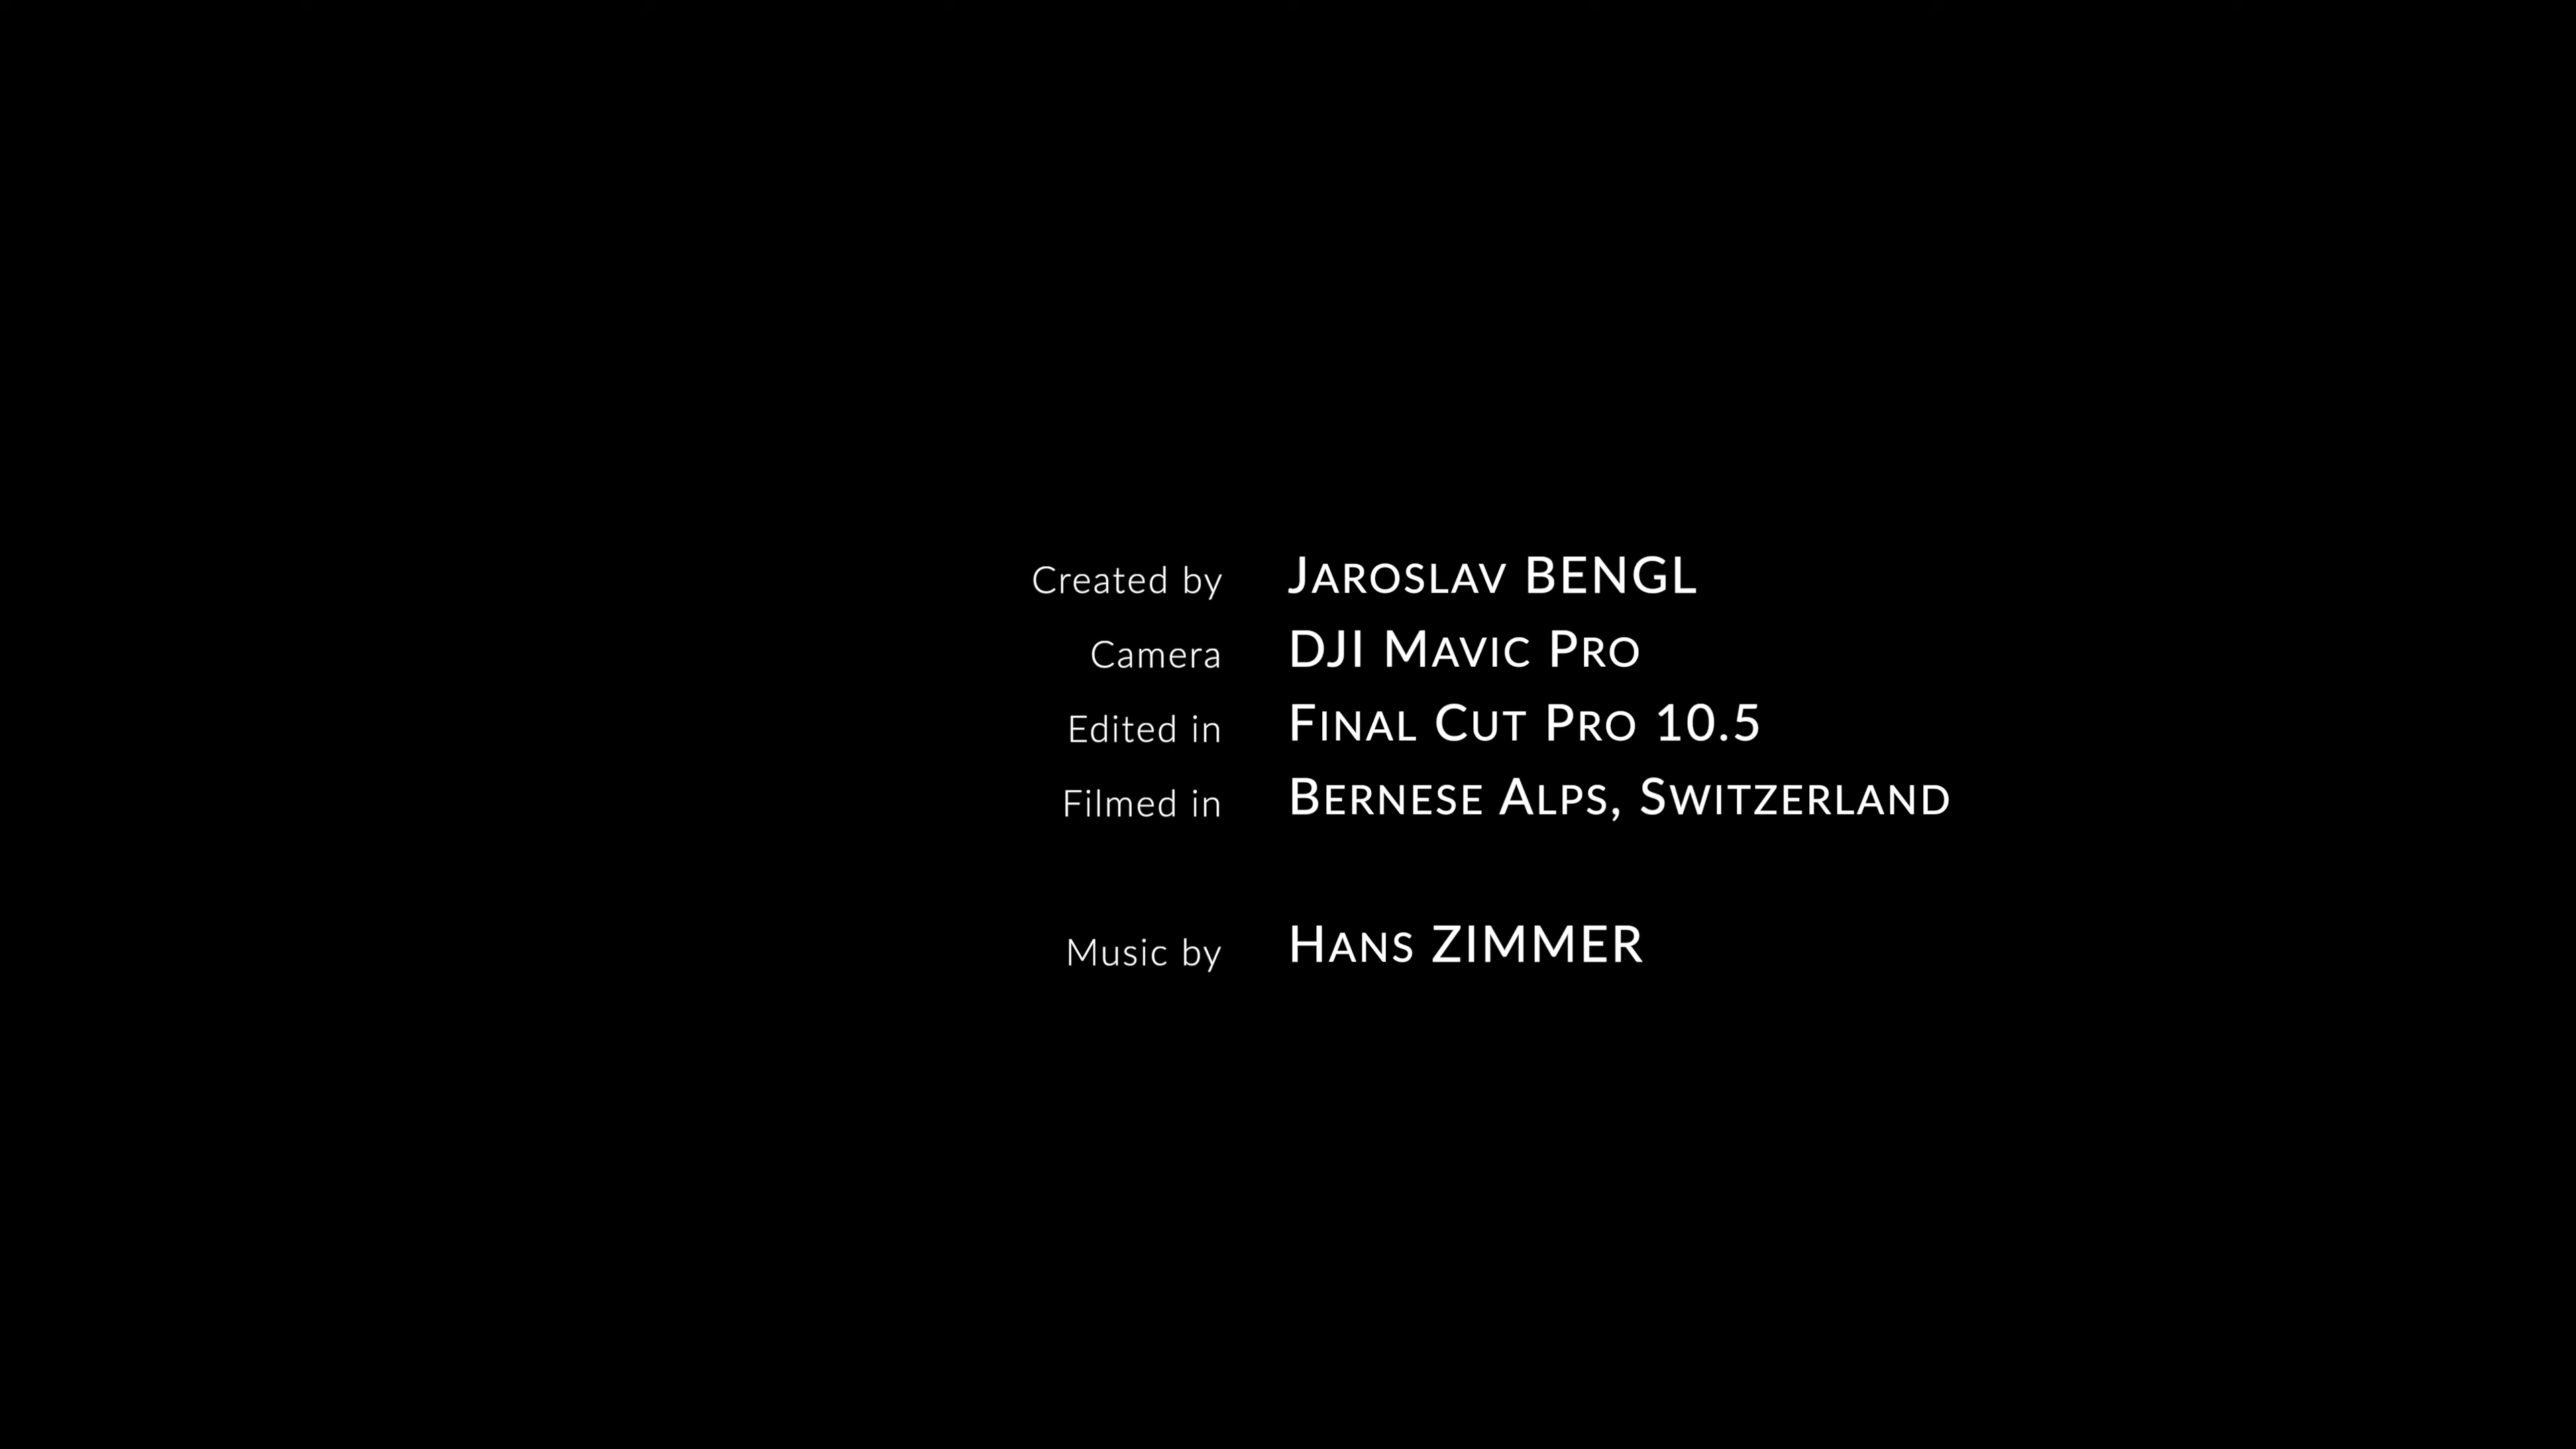 Created by JAROSLAV BENGL
Camera DJI MAVIC PRO
Edited in FINAL CUT PRO 10.5
Filmed in BERNESE ALPS, SWITZERLAND
Music by HANS ZIMMER